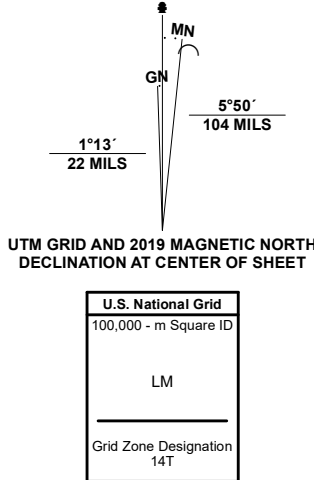 MN
GN
5°50´
104 MILS
1°13´
22 MILS
UTM GRID AND 2019 MAGNETIC NORTH
DECLINATION AT CENTER OF SHEET
U.S. National Grid
100,000 - m Square ID
LM
Grid Zone Designation
14T